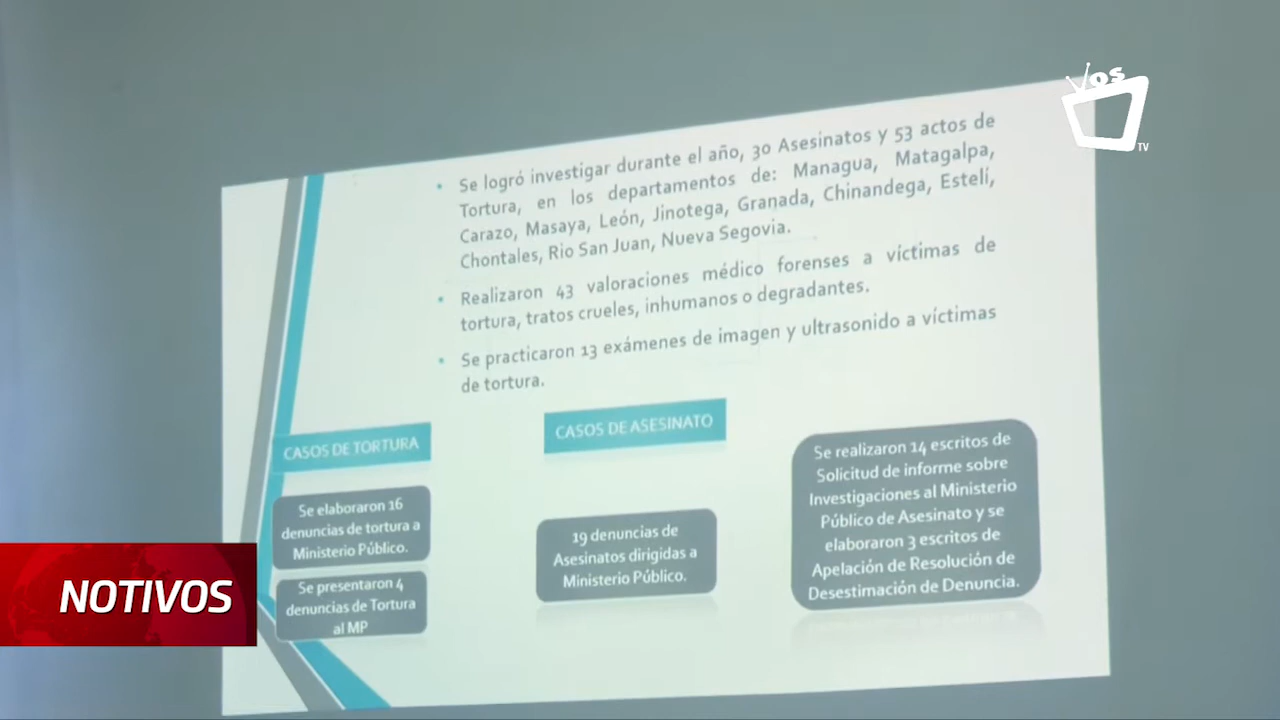 VOS
TV
• Se logró investigar durante el año, 30 Asesinatos y 53 actos de
Tortura, en los departamentos de: Managua, Matagalpa,
Carazo, Masaya, León, Jinotega, Granada, Chinandega, Estelí,
Chontales, Rio San Juan, Nueva Segovia.
• Realizaron 43 valoraciones médico forenses a víctimas de
tortura, tratos crueles, inhumanos o degradantes.
• Se practicaron 13 exámenes de imagen y ultrasonido a víctimas
de tortura.
CASOS DE TORTURA
Se elaboraron 16
denuncias de tortura a
Ministerio Público.
Se presentaron 4
denuncias de Tortura
al MP
CASOS DE ASESINATO
19 denuncias de
Asesinatos dirigidas a
Ministerio Público.
Se realizaron 14 escritos de
Solicitud de informe sobre
Investigaciones al Ministerio
Público de Asesinato y se
elaboraron 3 escritos de
Apelación de Resolución de
Desestimación de Denuncia.
NOTIVOS